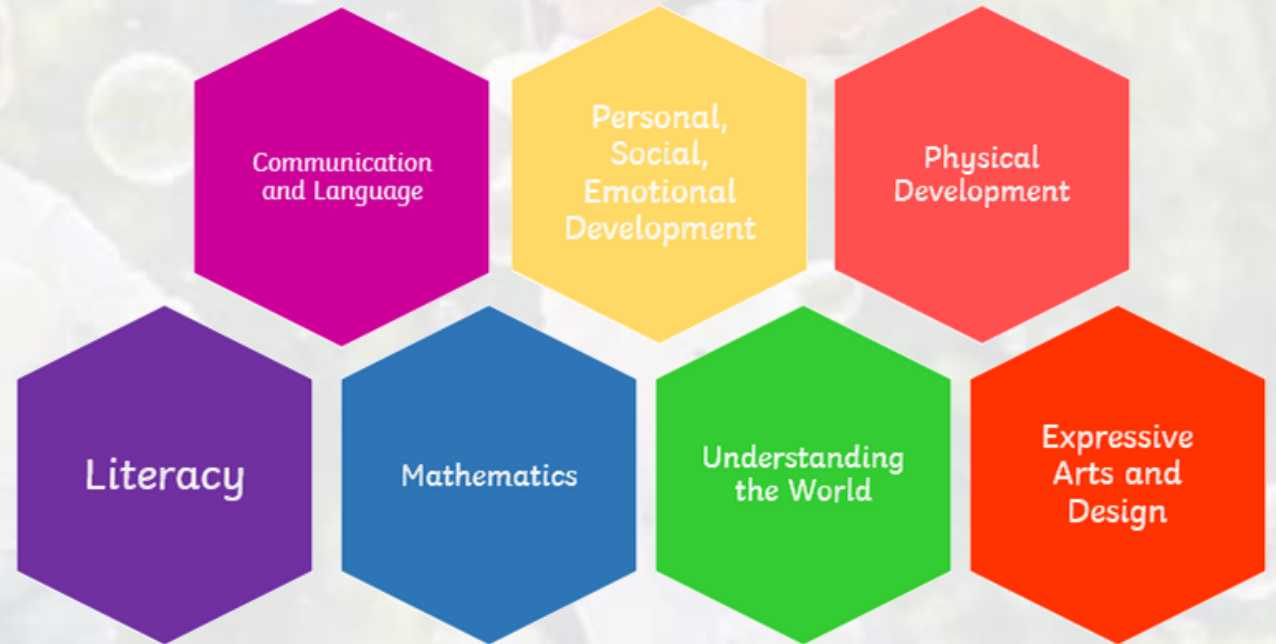 Communication
and Language
Personal,
Social,
Emotional
Development
Physical
Development
Literacy
Mathematics
Understanding
the World
Expressive
Arts and
Design